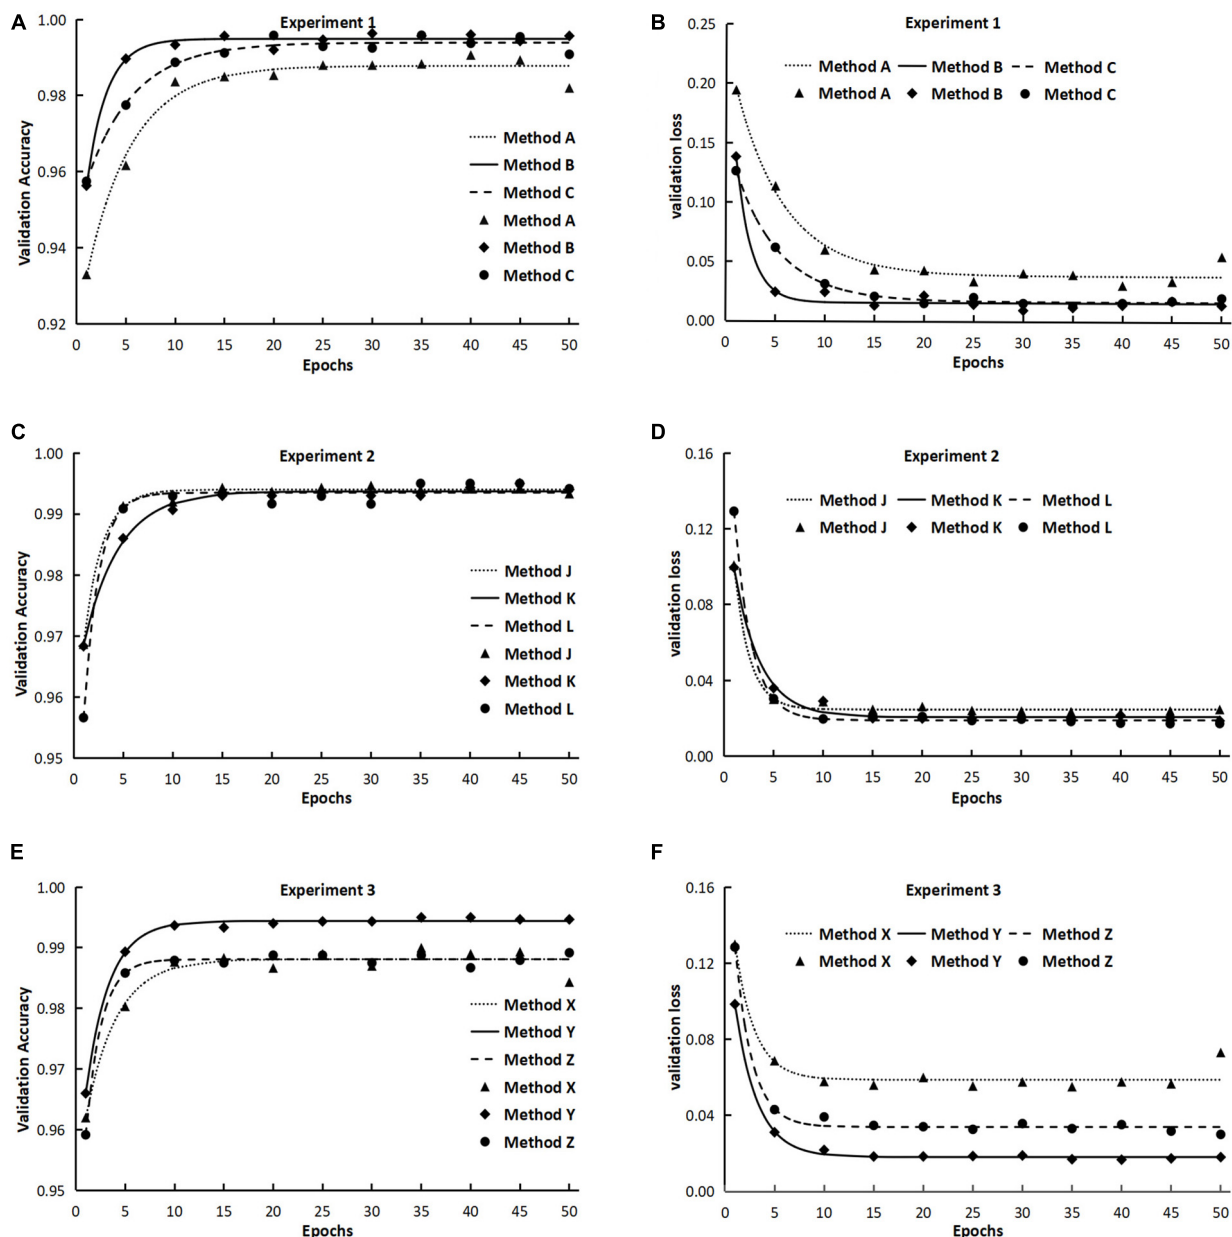 A
Experiment 1
Validation Accuracy
1.00
0.98
0.96
0.94
0.92
Method A
Method B
Method C
Method A
Method B
Method C
0 5 10 15 20 25 30 35 40 45 50
Epochs
B
Experiment 1
validation loss
0.25
0.20
0.15
0.10
0.05
0.00
Method A Method B Method C
Method A Method B Method C
0 5 10 15 20 25 30 35 40 45 50
Epochs
C
Experiment 2
Validation Accuracy
1.00
0.99
0.98
0.97
0.96
0.95
Method J
Method K
Method L
Method J
Method K
Method L
0 5 10 15 20 25 30 35 40 45 50
Epochs
D
Experiment 2
validation loss
0.16
0.12
0.08
0.04
0.00
Method J Method K Method L
Method J Method K Method L
0 5 10 15 20 25 30 35 40 45 50
Epochs
E
Experiment 3
Validation Accuracy
1.00
0.99
0.98
0.97
0.96
0.95
Method X
Method Y
Method Z
Method X
Method Y
Method Z
0 5 10 15 20 25 30 35 40 45 50
Epochs
F
Experiment 3
validation loss
0.16
0.12
0.08
0.04
0.00
Method X Method Y Method Z
Method X Method Y Method Z
0 5 10 15 20 25 30 35 40 45 50
Epochs